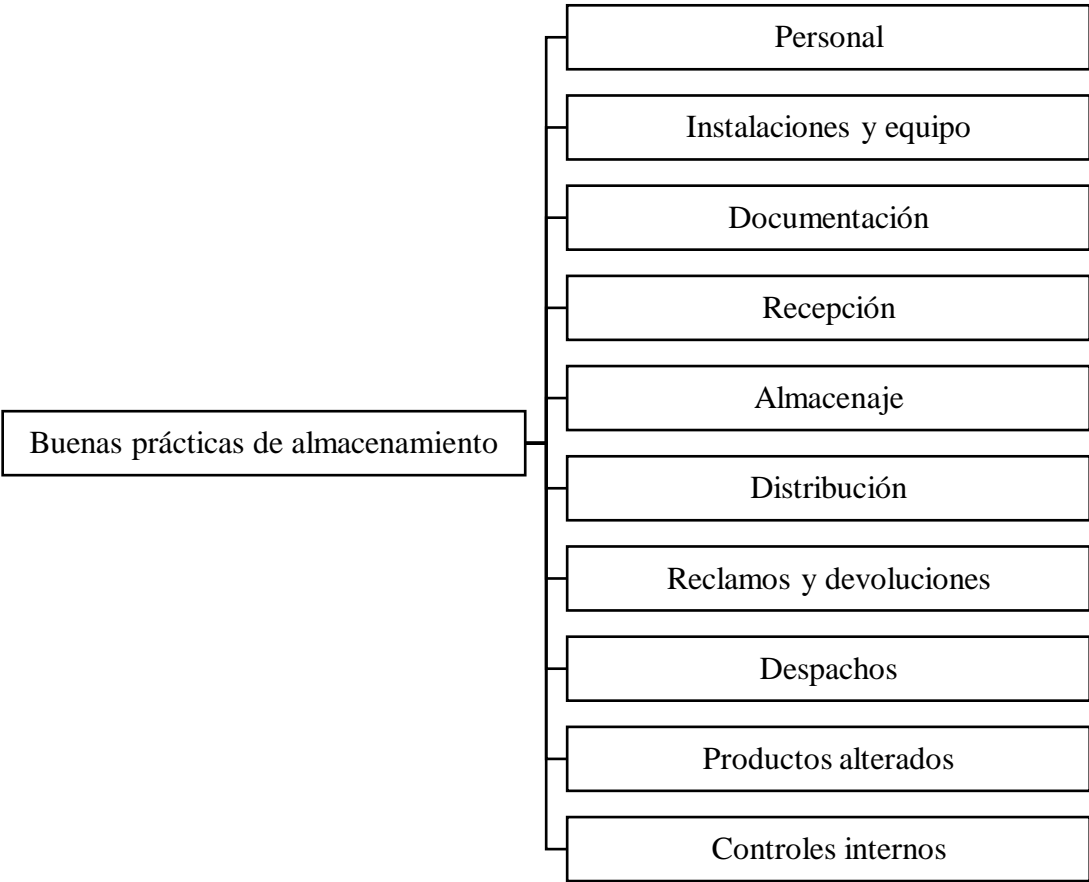 Personal
Instalaciones y equipo
Documentación
Recepción
Almacenaje
Buenas prácticas de almacenamiento
Distribución
Reclamos y devoluciones
Despachos
Productos alterados
Controles internos